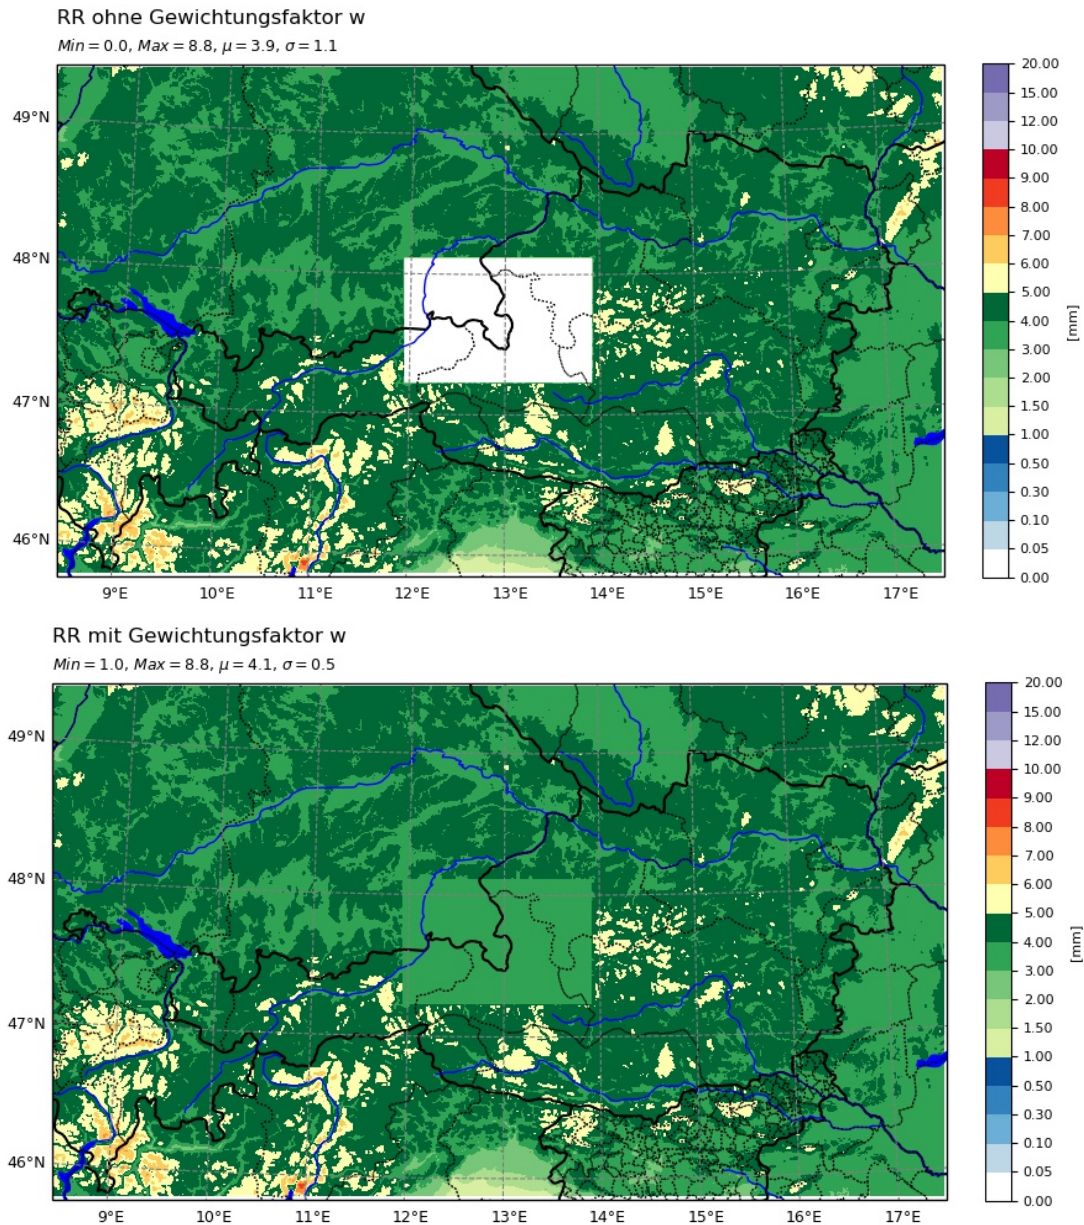 RR ohne Gewichtungsfaktor w
Min = 0.0, Max = 8.8, μ = 3.9, σ = 1.1
49°N
48°N
47°N
46°N
9°E 10°E 11°E 12°E 13°E 14°E 15°E 16°E 17°E
20.00
15.00
12.00
10.00
9.00
8.00
7.00
6.00
5.00
4.00
3.00
2.00
1.50
1.00
0.50
0.30
0.10
0.05
0.00
[mm]
RR mit Gewichtungsfaktor w
Min = 1.0, Max = 8.8, μ = 4.1, σ = 0.5
49°N
48°N
47°N
46°N
9°E 10°E 11°E 12°E 13°E 14°E 15°E 16°E 17°E
20.00
15.00
12.00
10.00
9.00
8.00
7.00
6.00
5.00
4.00
3.00
2.00
1.50
1.00
0.50
0.30
0.10
0.05
0.00
[mm]